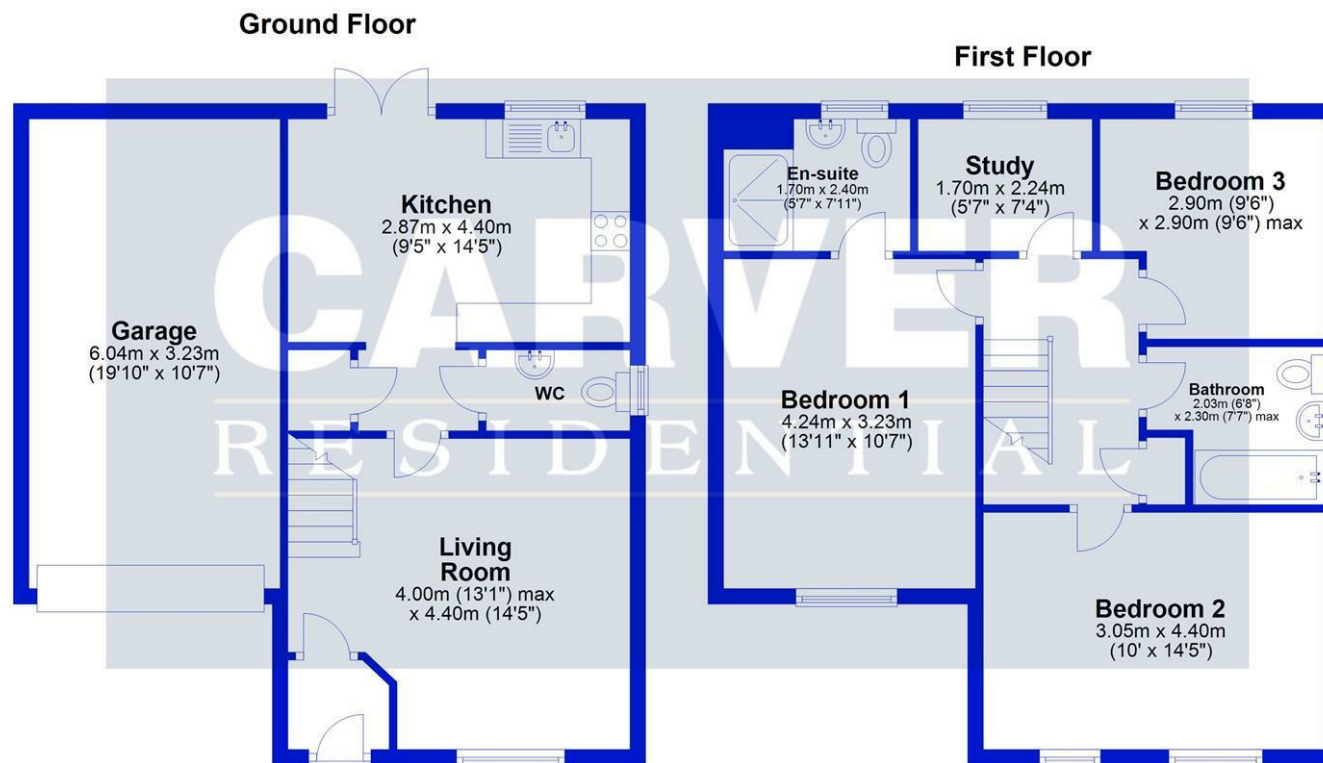 Ground Floor
First Floor
Kitchen
2.87m x 4.40m
(9'5" x 14'5")
Garage
6.04m x 3.23m
(19'10" x 10'7")
WC
Living
Room
4.00m (13'1") max
x 4.40m (14'5")
En-suite
1.70m x 2.40m
(5'7" x 7'11")
Study
1.70m x 2.24m
(5'7" x 7'4")
Bedroom 3
2.90m (9'6")
x 2.90m (9'6") max
Bedroom 1
4.24m x 3.23m
(13'11" x 10'7")
Bathroom
2.03m (6'8")
x 2.30m (7'7") max
Bedroom 2
3.05m x 4.40m
(10' x 14'5")
CARVER
RESIDENTIAL